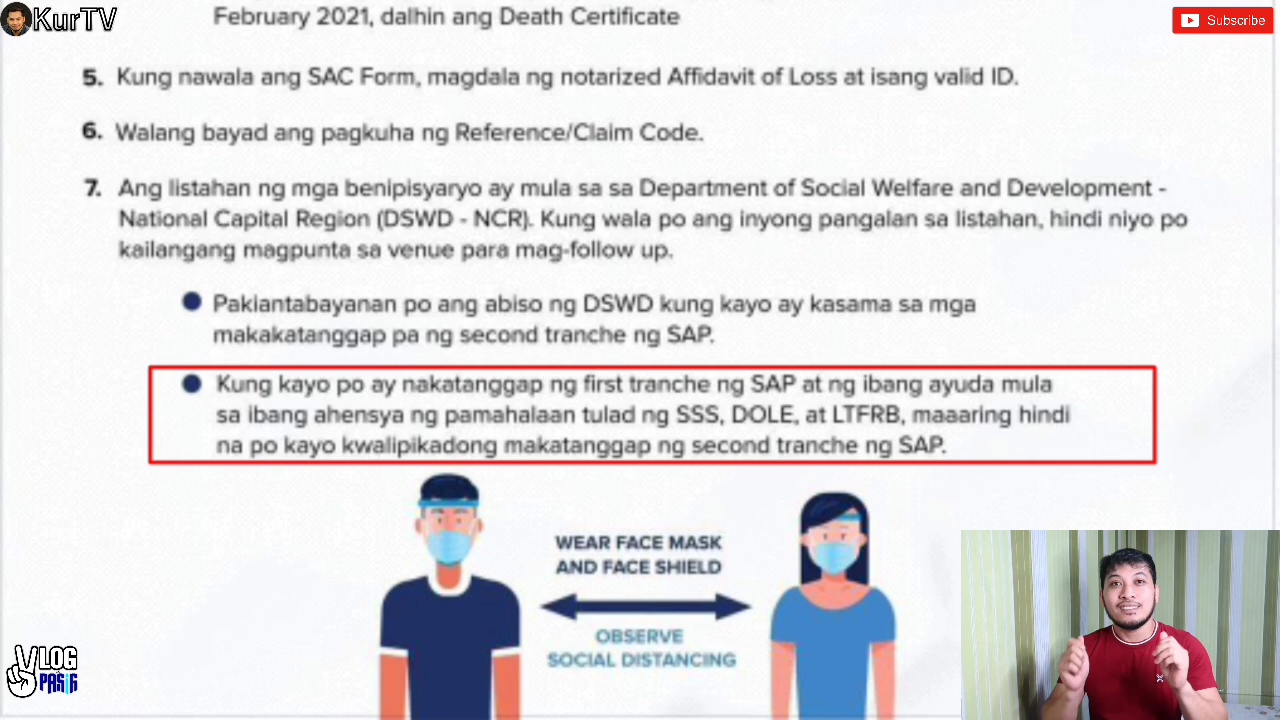 KurTV
Subscribe
February 2021, dalhin ang Death Certificate
5. Kung nawala ang SAC Form, magdala ng notarized Affidavit of Loss at isang valid ID.
6. Walang bayad ang pagkuha ng Reference/Claim Code.
7. Ang listahan ng mga benipisyaryo ay mula sa sa Department of Social Welfare and Development -
National Capital Region (DSWD - NCR). Kung wala po ang inyong pangalan sa listahan, hindi niyo po
kailangang magpunta sa venue para mag-follow up.
Pakiantabayanan po ang abiso ng DSWD kung kayo ay kasama sa mga
makakatanggap pa ng second tranche ng SAP.
Kung kayo po ay nakatanggap ng first tranche ng SAP at ng ibang ayuda mula
sa ibang ahensya ng pamahalaan tulad ng SSS, DOLE, at LTFRB, maaaring hindi
na po kayo kwalipikadong makatanggap ng second tranche ng SAP.
WEAR FACE MASK
AND FACE SHIELD
OBSERVE
SOCIAL DISTANCING
VLOG
PASIG